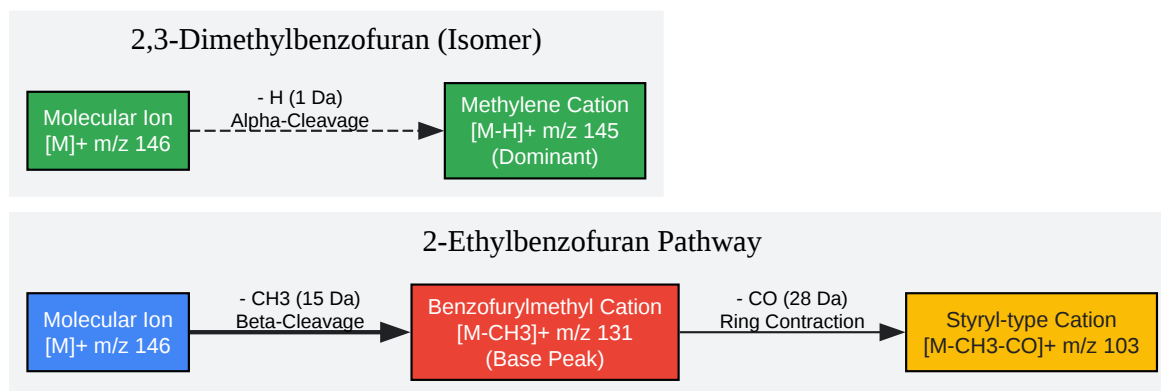 2,3-Dimethylbenzofuran (Isomer)
Molecular Ion
[M]+ m/z 146
- H (1 Da)
Alpha-Cleavage
Methylene Cation
[M-H]+ m/z 145
(Dominant)
2-Ethylbenzofuran Pathway
Molecular Ion
[M]+ m/z 146
- CH3 (15 Da)
Beta-Cleavage
Benzofurylmethyl Cation
[M-CH3]+ m/z 131
(Base Peak)
- CO (28 Da)
Ring Contraction
Styryl-type Cation
[M-CH3-CO]+ m/z 103